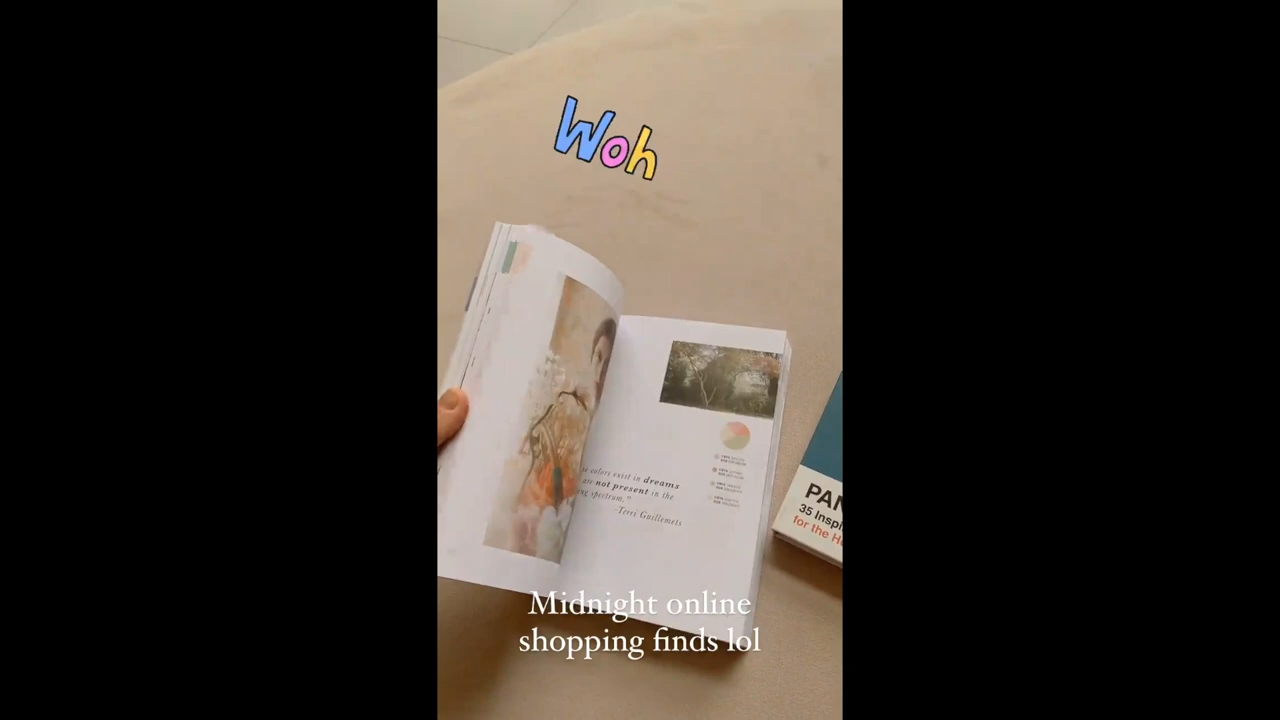 Woh
e colors exist in dreams
are not present in the
ng spectrum."
-Terri Guillemets
PAN
35 Inspi
for the H
Midnight online
shopping finds lol